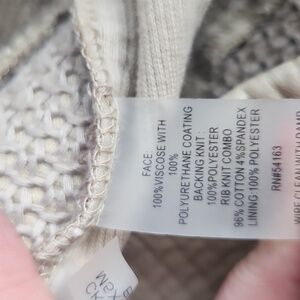 FACE:
100%VISCOSE WITH
100%
POLYURETHANE COATING
BACKING KNIT :
100%POLYESTER
RIB KNIT COMBO
96% COTTON 4%SPANDEX
LINING 100% POLYESTER
RN#54163